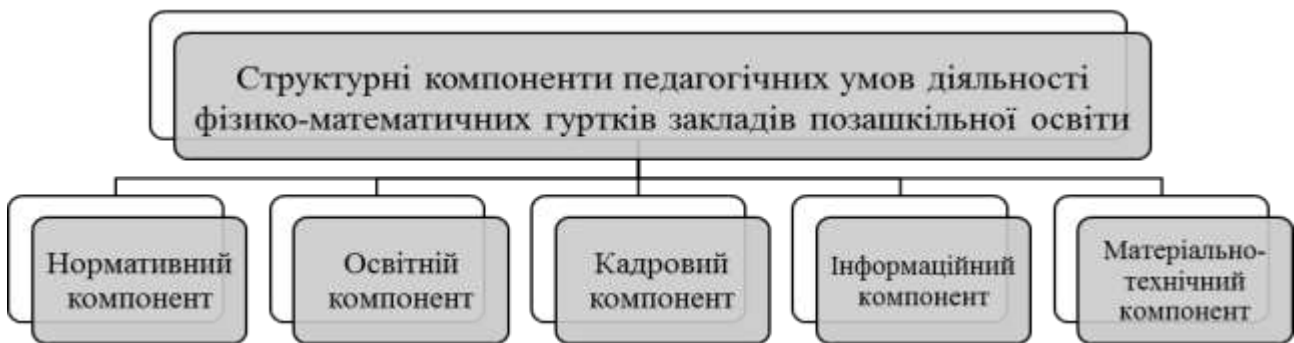 Структурні компоненти педагогічних умов діяльності
фізико-математичних гуртків закладів позашкільної освіти
Нормативний
компонент
Освітній
компонент
Кадровий
компонент
Інформаційний
компонент
Матеріально-
технічний
компонент